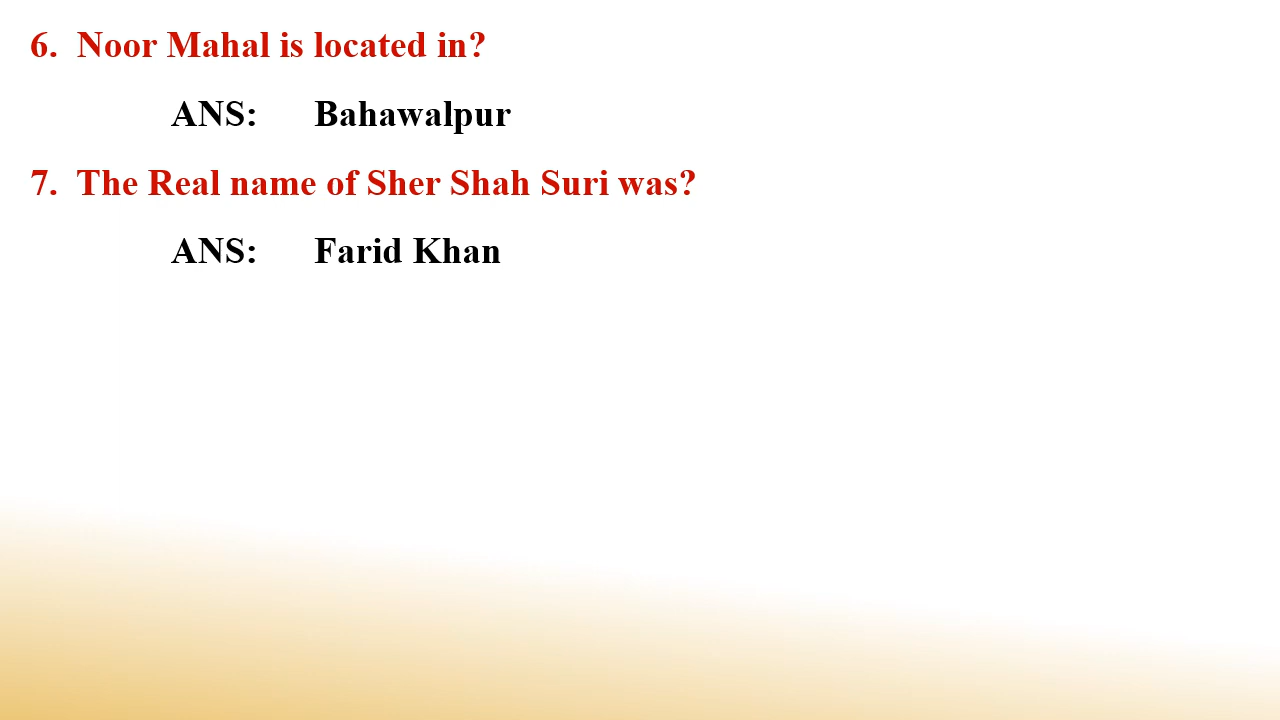 6. Noor Mahal is located in?
ANS: Bahawalpur
7. The Real name of Sher Shah Suri was?
ANS: Farid Khan